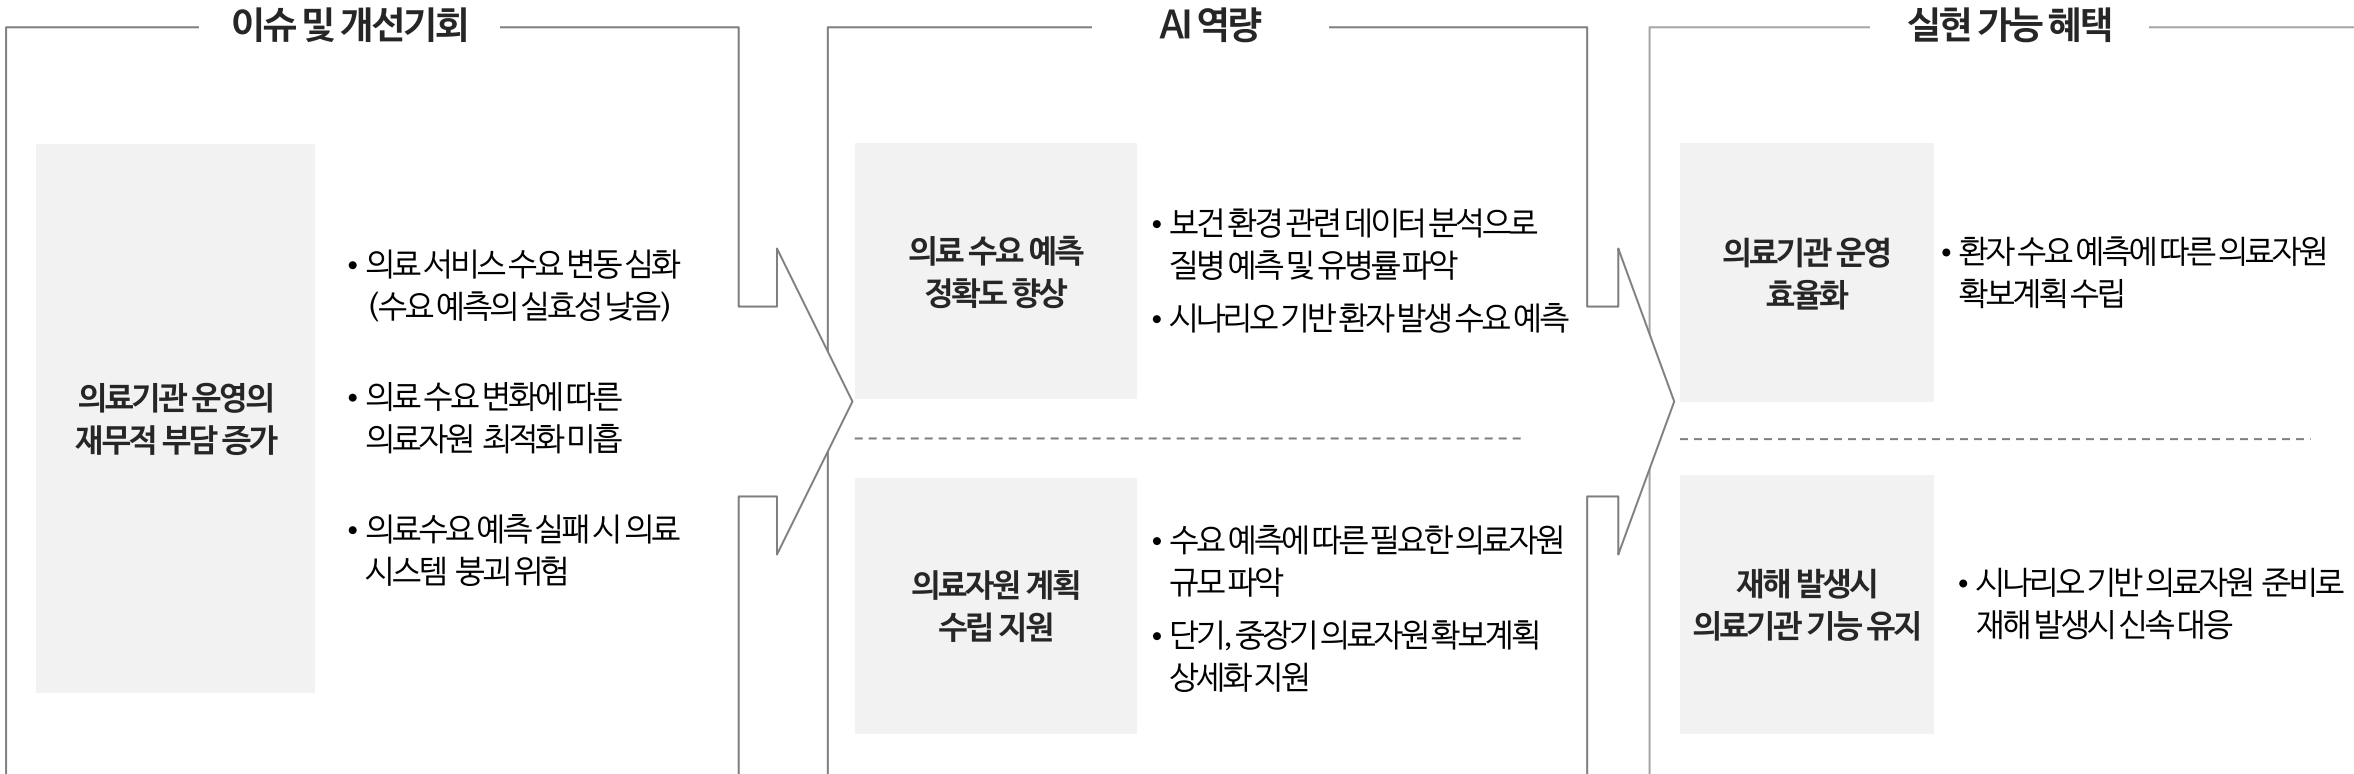 이슈 및 개선기회
의료기관 운영의
재무적 부담 증가
• 의료 서비스 수요 변동 심화
(수요 예측의 실효성 낮음)
• 의료 수요 변화에 따른
의료자원 최적화 미흡
• 의료수요 예측 실패 시 의료
시스템 붕괴 위험
AI 역량
의료 수요 예측
정확도 향상
• 보건 환경 관련 데이터 분석으로
질병 예측 및 유병률 파악
• 시나리오 기반 환자 발생 수요 예측
의료자원 계획
수립 지원
• 수요 예측에 따른 필요한 의료자원
규모 파악
• 단기, 중장기 의료자원 확보계획
상세화 지원
실현 가능 혜택
의료기관 운영
효율화
• 환자 수요 예측에 따른 의료자원
확보계획 수립
재해 발생시
의료기관 기능 유지
• 시나리오 기반 의료자원 준비로
재해 발생시 신속 대응